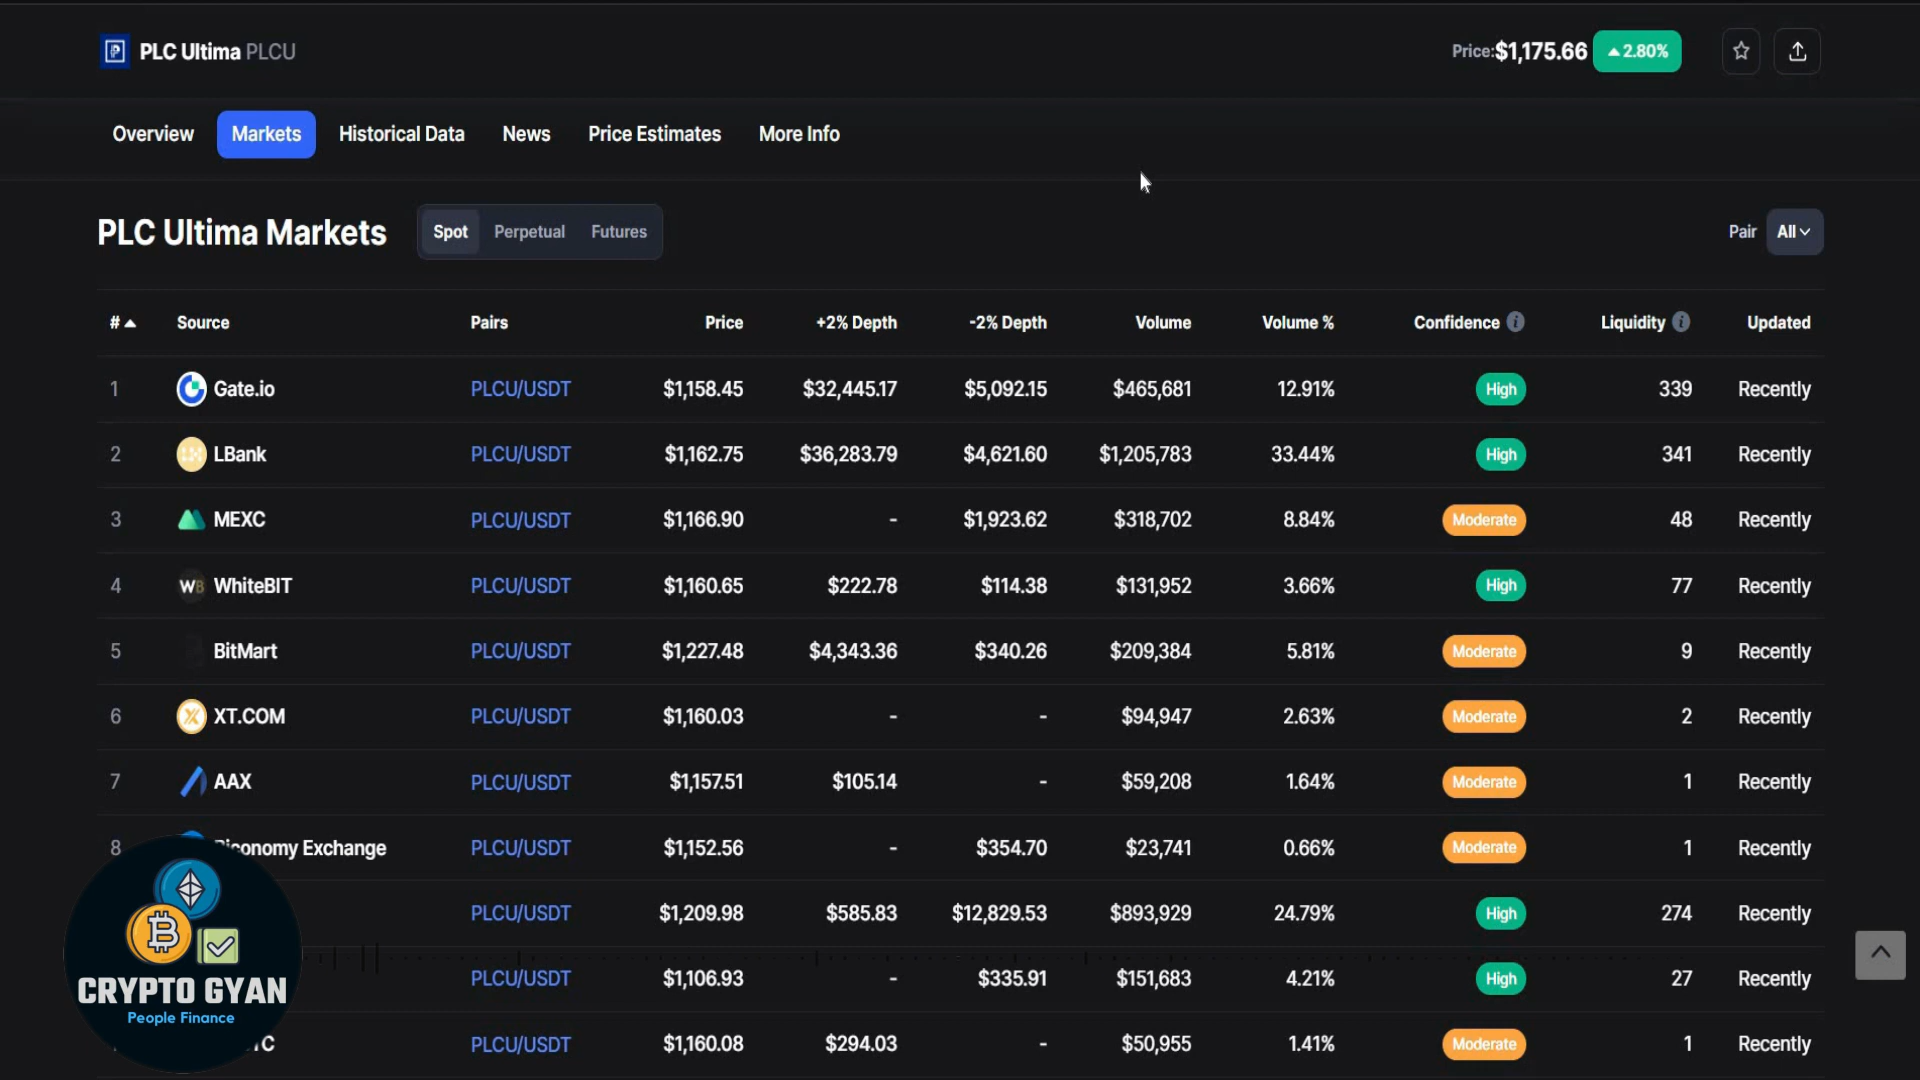 PLC Ultima PLCU
Price:$1,175.66 2.80%
Overview Markets Historical Data News Price Estimates More Info
PLC Ultima Markets Spot Perpetual Futures Pair All
# Source Pairs Price +2% Depth -2% Depth Volume Volume % Confidence Liquidity Updated
1 Gate.io PLCU/USDT $1,158.45 $32,445.17 $5,092.15 $465,681 12.91% High 339 Recently
2 LBank PLCU/USDT $1,162.75 $36,283.79 $4,621.60 $1,205,783 33.44% High 341 Recently
3 MEXC PLCU/USDT $1,166.90 - $1,923.62 $318,702 8.84% Moderate 48 Recently
4 WB WhiteBIT PLCU/USDT $1,160.65 $222.78 $114.38 $131,952 3.66% High 77 Recently
5 BitMart PLCU/USDT $1,227.48 $4,343.36 $340.26 $209,384 5.81% Moderate 9 Recently
6 XT.COM PLCU/USDT $1,160.03 - - $94,947 2.63% Moderate 2 Recently
7 AAX PLCU/USDT $1,157.51 $105.14 - $59,208 1.64% Moderate 1 Recently
8 Biconomy Exchange PLCU/USDT $1,152.56 - $354.70 $23,741 0.66% Moderate 1 Recently
PLCU/USDT $1,209.98 $585.83 $12,829.53 $893,929 24.79% High 274 Recently
PLCU/USDT $1,106.93 - $335.91 $151,683 4.21% High 27 Recently
PLCU/USDT $1,160.08 $294.03 - $50,955 1.41% Moderate 1 Recently
CRYPTO GYAN
People Finance